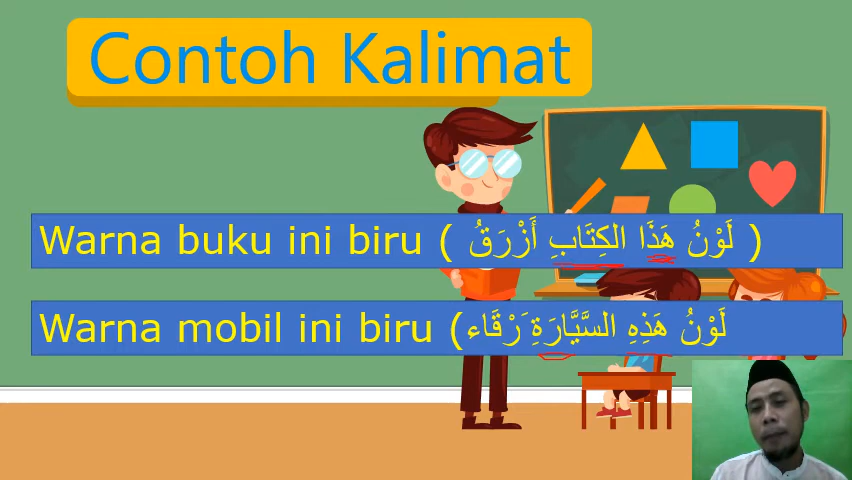 Contoh Kalimat
Warna buku ini biru ( لَوْنُ هَذَا الكِتَابِ أَزْرَقُ )
Warna mobil ini biru (لَوْنُ هَذِهِ السَّيَّارَةِ َرْقَاء